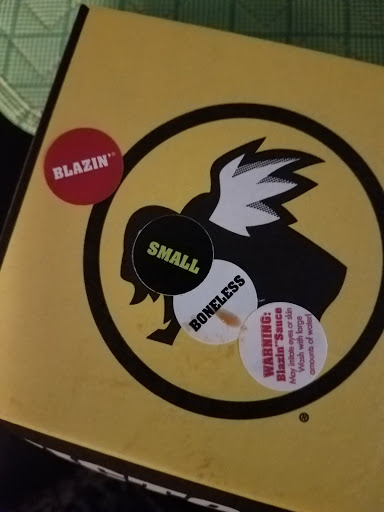 BLAZIN'®
SMALL
BONELESS
WARNING:
Blazin'® Sauce
May irritate eyes or skin
Wash with large
amounts of water!
®